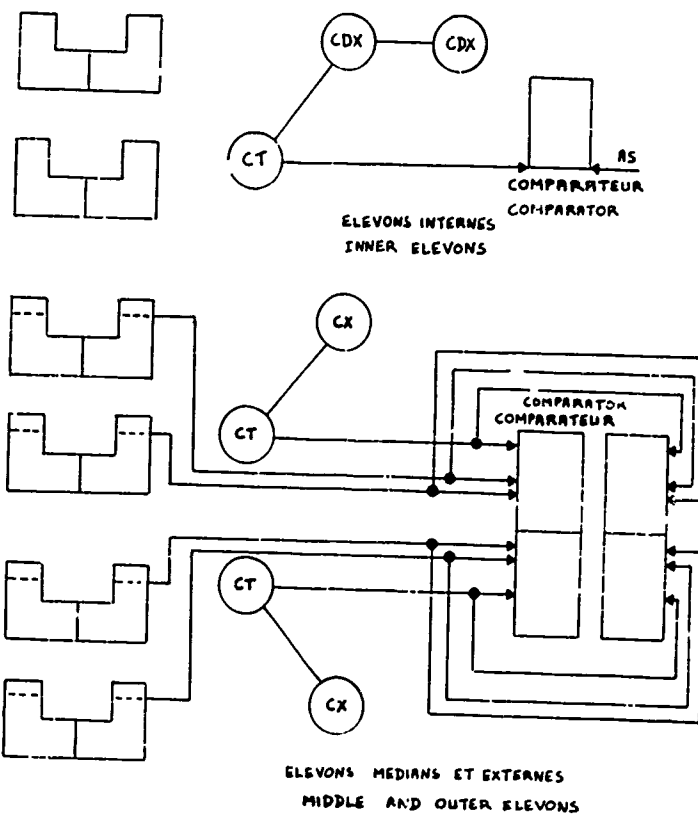 CDX
CDX
CT
AS
COMPARATEUR
COMPARATOR
ELEVONS INTERNES
INNER ELEVONS
CX
CT
COMPARATOR
COMPARATEUR
CT
CX
ELEVONS MEDIANS ET EXTERNES
MIDDLE AND OUTER ELEVONS